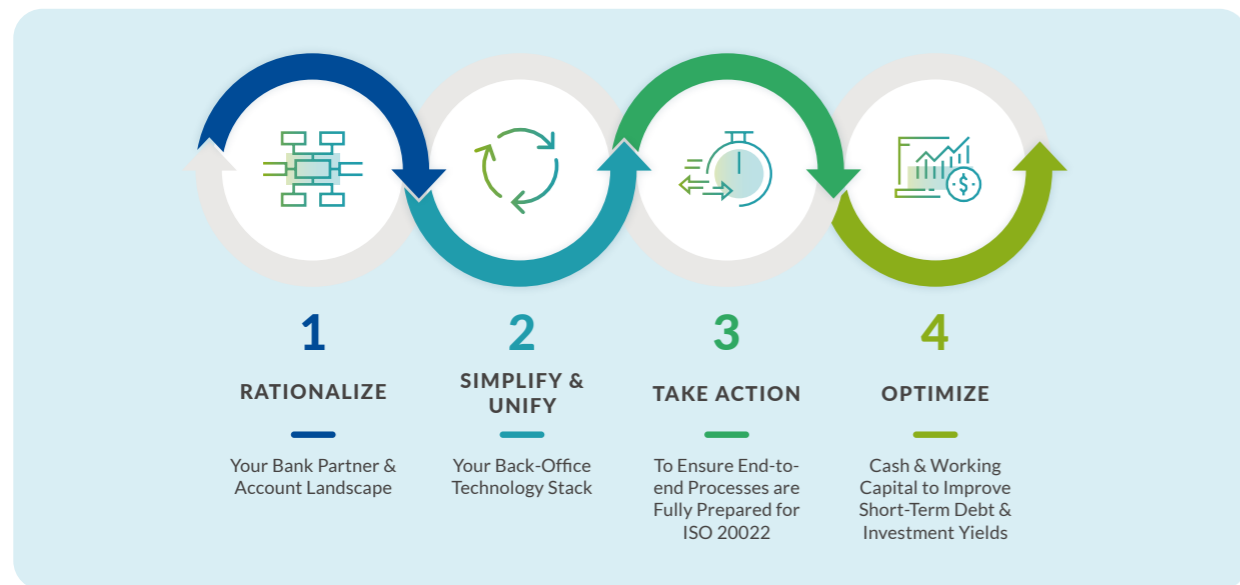 1
RATIONALIZE
Your Bank Partner &
Account Landscape
2
SIMPLIFY &
UNIFY
Your Back-Office
Technology Stack
3
TAKE ACTION
To Ensure End-to-
end Processes are
Fully Prepared for
ISO 20022
4
OPTIMIZE
Cash & Working
Capital to Improve
Short-Term Debt &
Investment Yields
$